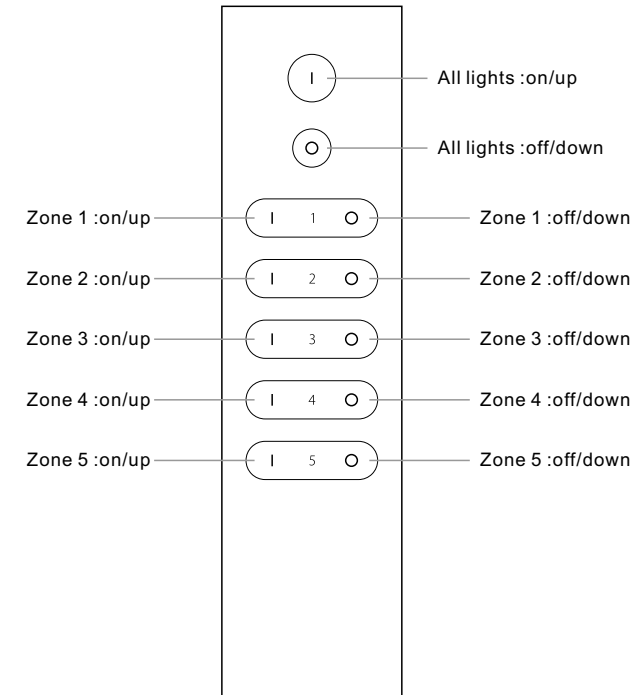 I
All lights :on/up
O
All lights :off/down
Zone 1 :on/up I 1 O Zone 1 :off/down
Zone 2 :on/up I 2 O Zone 2 :off/down
Zone 3 :on/up I 3 O Zone 3 :off/down
Zone 4 :on/up I 4 O Zone 4 :off/down
Zone 5 :on/up I 5 O Zone 5 :off/down